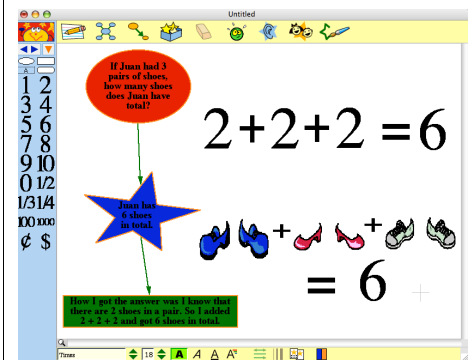 Untitled
If Juan had 3
pairs of shoes,
how many shoes
does Juan have
total?
2+2+2=6
A
1 2
3 4
5 6
7 8
9 10
0 1/2
1/3 1/4
100 1000
¢ $
Juan has
6 shoes
in total.
+ +
= 6
How I got the answer was I know that
there are 2 shoes in a pair. So I added
2 + 2 + 2 and got 6 shoes in total.
Times 18 A A A A